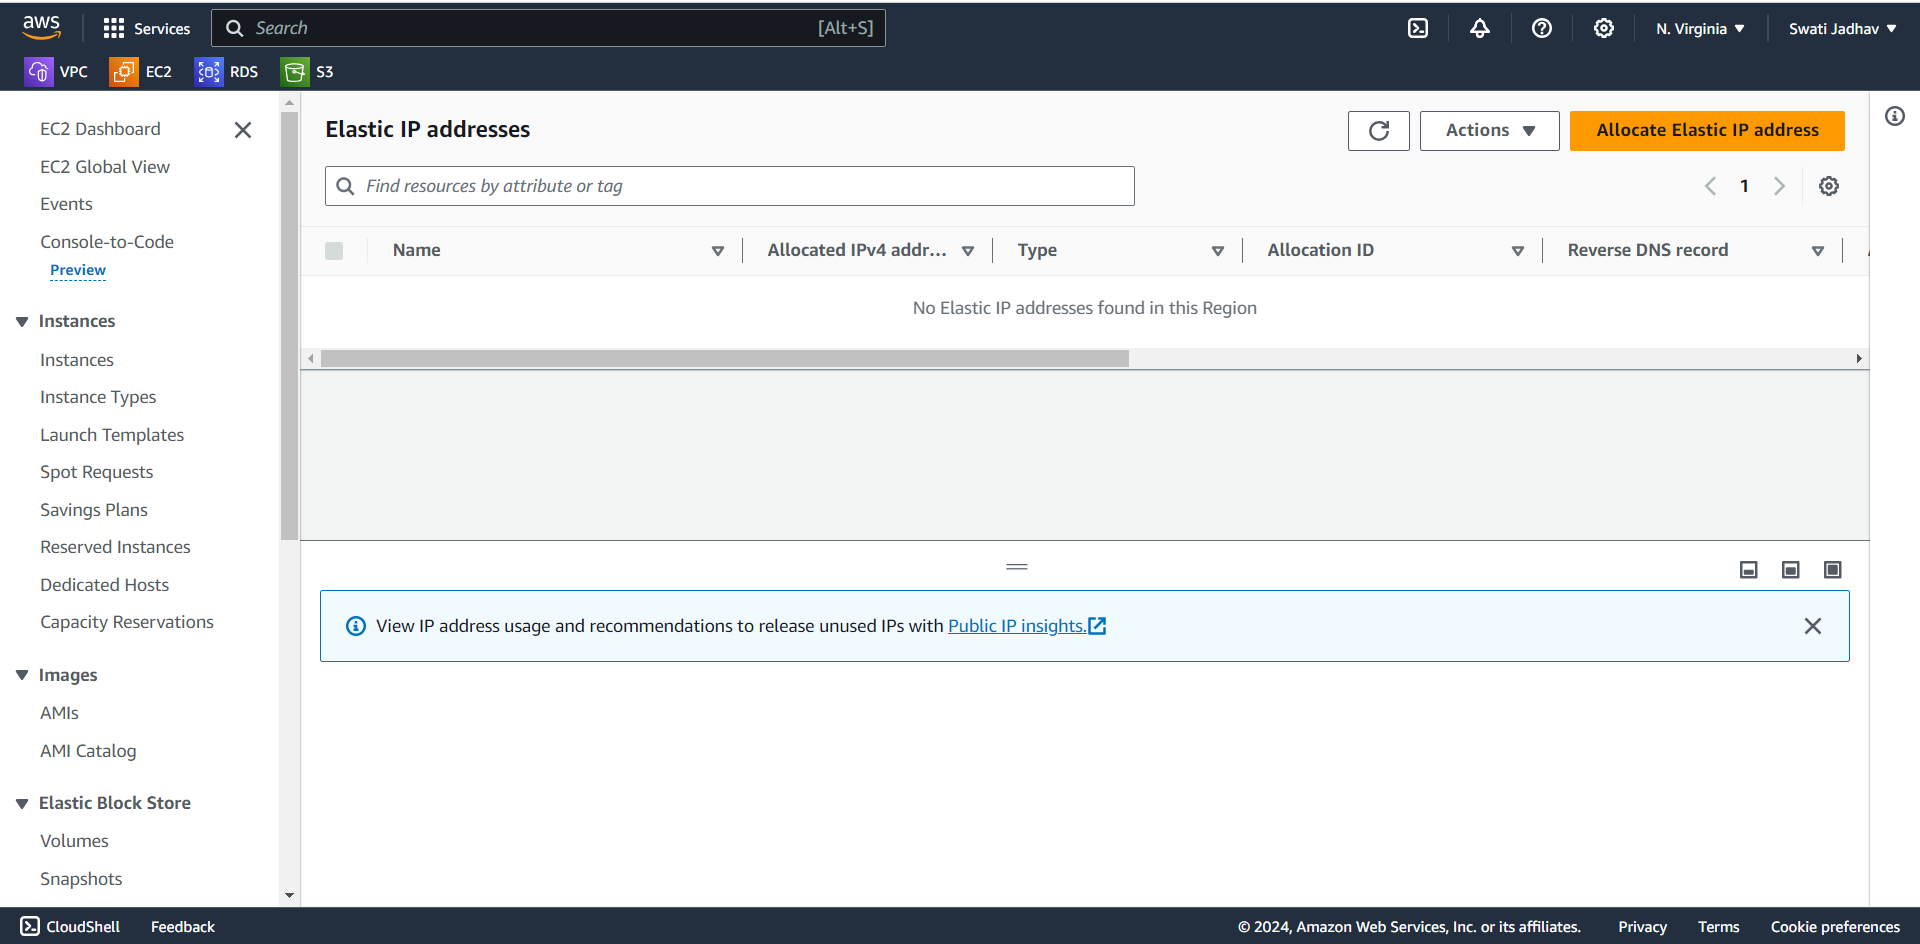 aws
Services
Search [Alt+S]
N. Virginia
Swati Jadhav
VPC EC2 RDS S3
EC2 Dashboard
EC2 Global View
Events
Console-to-Code
Preview
Instances
Instances
Instance Types
Launch Templates
Spot Requests
Savings Plans
Reserved Instances
Dedicated Hosts
Capacity Reservations
Images
AMIs
AMI Catalog
Elastic Block Store
Volumes
Snapshots
Elastic IP addresses
Actions
Allocate Elastic IP address
Find resources by attribute or tag
1
Name Allocated IPv4 addr... Type Allocation ID Reverse DNS record
No Elastic IP addresses found in this Region
View IP address usage and recommendations to release unused IPs with Public IP insights.
CloudShell Feedback © 2024, Amazon Web Services, Inc. or its affiliates. Privacy Terms Cookie preferences